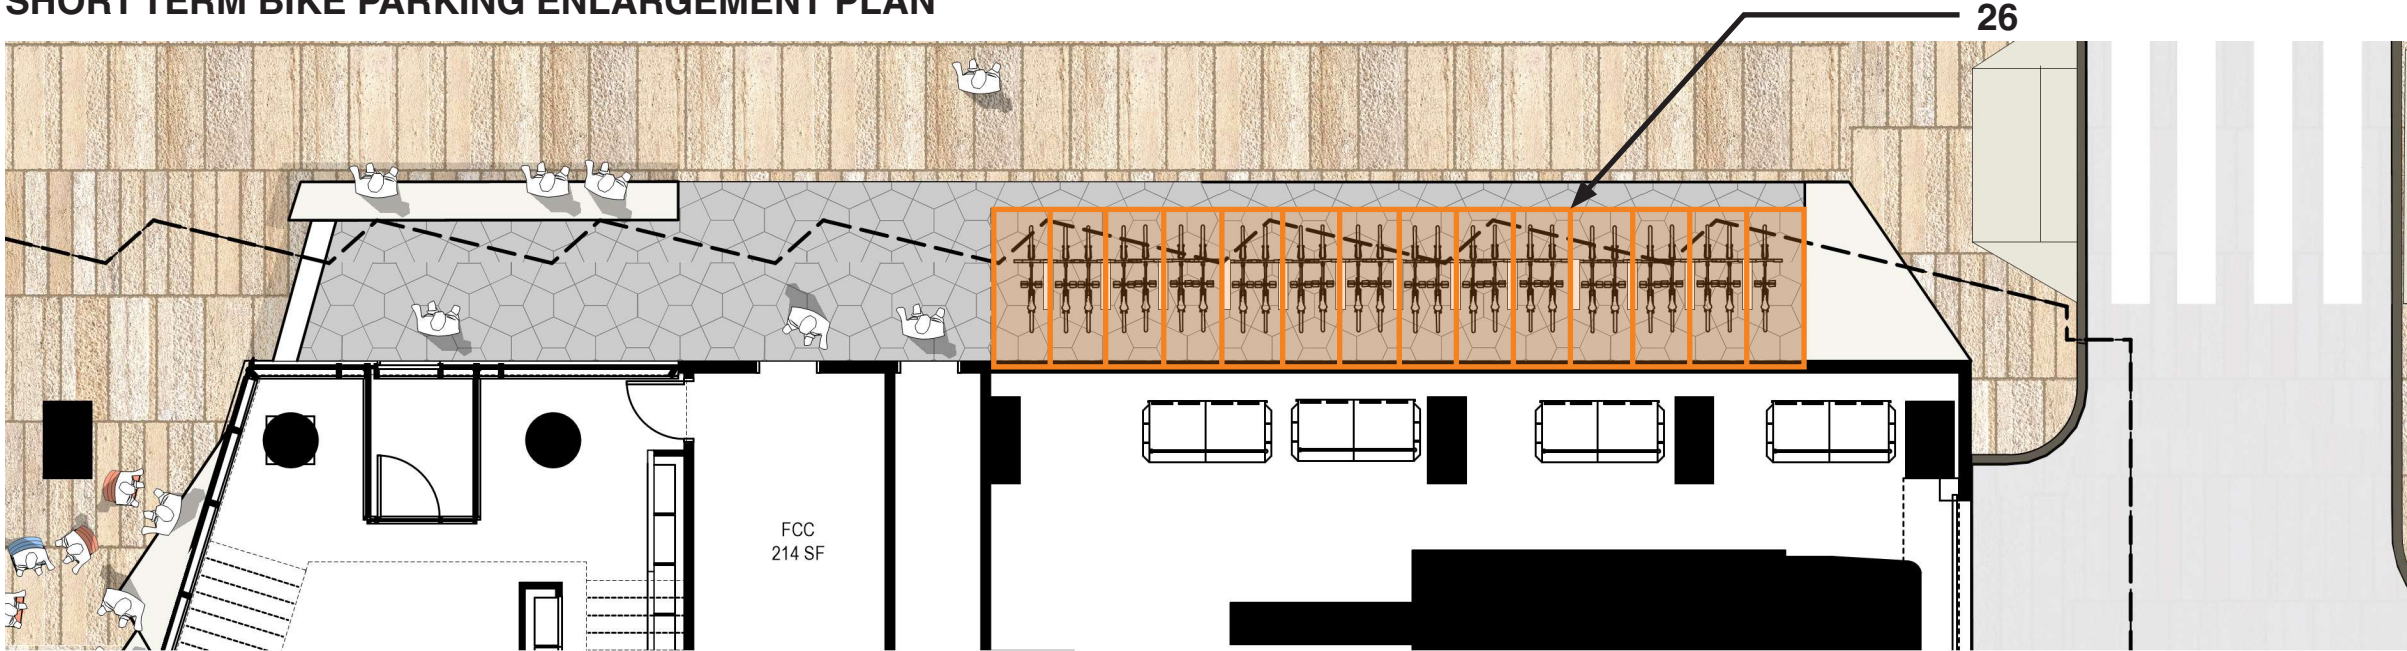 SHORT TERM BIKE PARKING ENLARGEMENT PLAN
26
FCC
214 SF